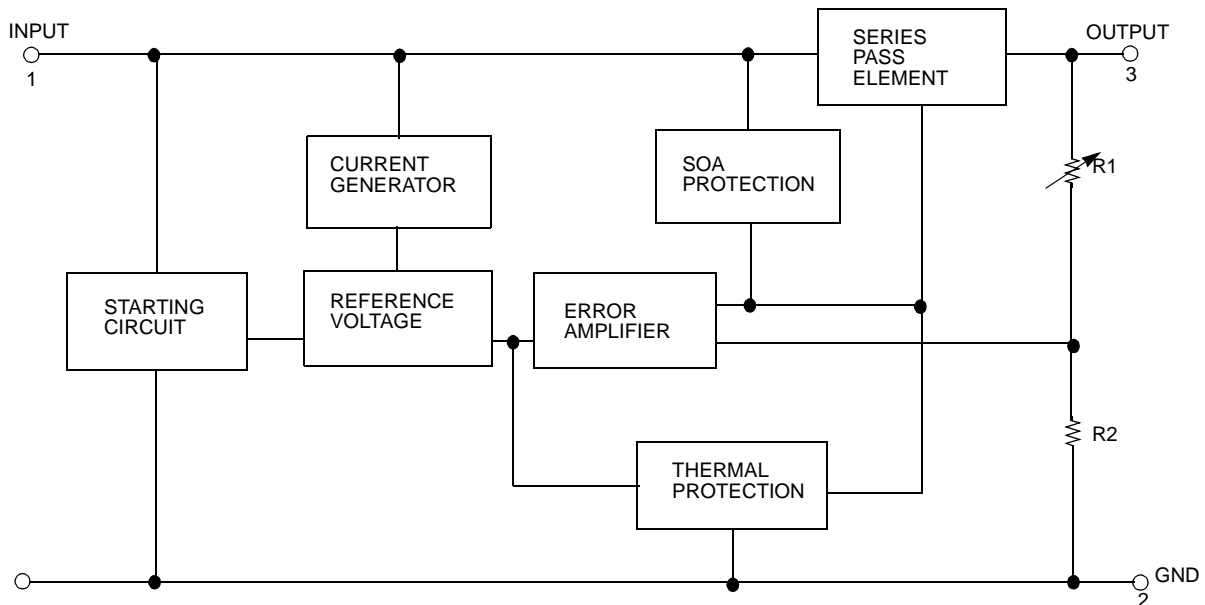 INPUT
1
SERIES
PASS
ELEMENT
OUTPUT
3
CURRENT
GENERATOR
SOA
PROTECTION
R1
STARTING
CIRCUIT
REFERENCE
VOLTAGE
ERROR
AMPLIFIER
R2
THERMAL
PROTECTION
GND
2